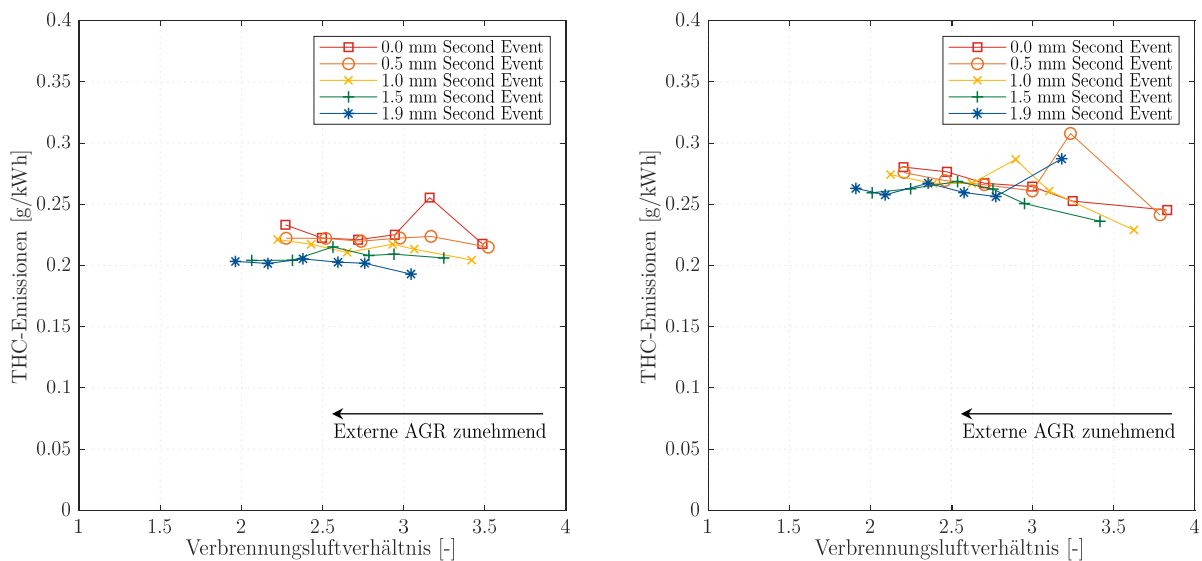 0.4
0.35
0.3
0.25
0.2
0.15
0.1
0.05
0
THC-Emissionen [g/kWh]
0.0 mm Second Event
0.5 mm Second Event
1.0 mm Second Event
1.5 mm Second Event
1.9 mm Second Event
Externe AGR zunehmend
1 1.5 2 2.5 3 3.5 4
Verbrennungsluftverhältnis [-]
0.4
0.35
0.3
0.25
0.2
0.15
0.1
0.05
0
THC-Emissionen [g/kWh]
0.0 mm Second Event
0.5 mm Second Event
1.0 mm Second Event
1.5 mm Second Event
1.9 mm Second Event
Externe AGR zunehmend
1 1.5 2 2.5 3 3.5 4
Verbrennungsluftverhältnis [-]